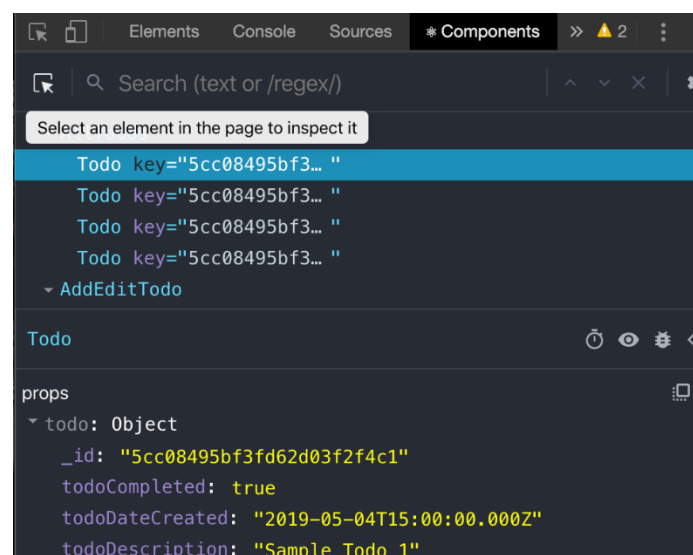 Elements Console Sources Components 2
Search (text or /regex/)
Select an element in the page to inspect it
Todo key="5cc08495bf3… "
Todo key="5cc08495bf3… "
Todo key="5cc08495bf3… "
Todo key="5cc08495bf3… "
AddEditTodo
Todo
props
todo: Object
_id: "5cc08495bf3fd62d03f2f4c1"
todoCompleted: true
todoDateCreated: "2019-05-04T15:00:00.000Z"
todoDescription: "Sample Todo 1"